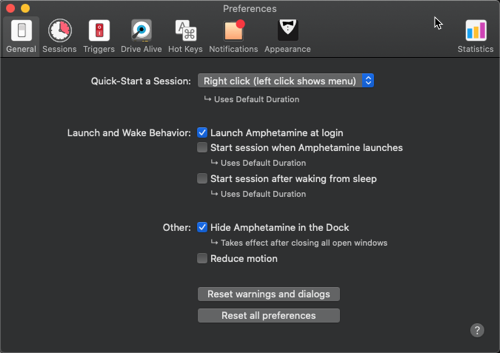 Preferences
General
Sessions
Triggers
Drive Alive
Hot Keys
Notifications
Appearance
Statistics
Quick-Start a Session: Right click (left click shows menu)
↳ Uses Default Duration
Launch and Wake Behavior: Launch Amphetamine at login
Start session when Amphetamine launches
↳ Uses Default Duration
Start session after waking from sleep
↳ Uses Default Duration
Other: Hide Amphetamine in the Dock
↳ Takes effect after closing all open windows
Reduce motion
Reset warnings and dialogs
Reset all preferences
?